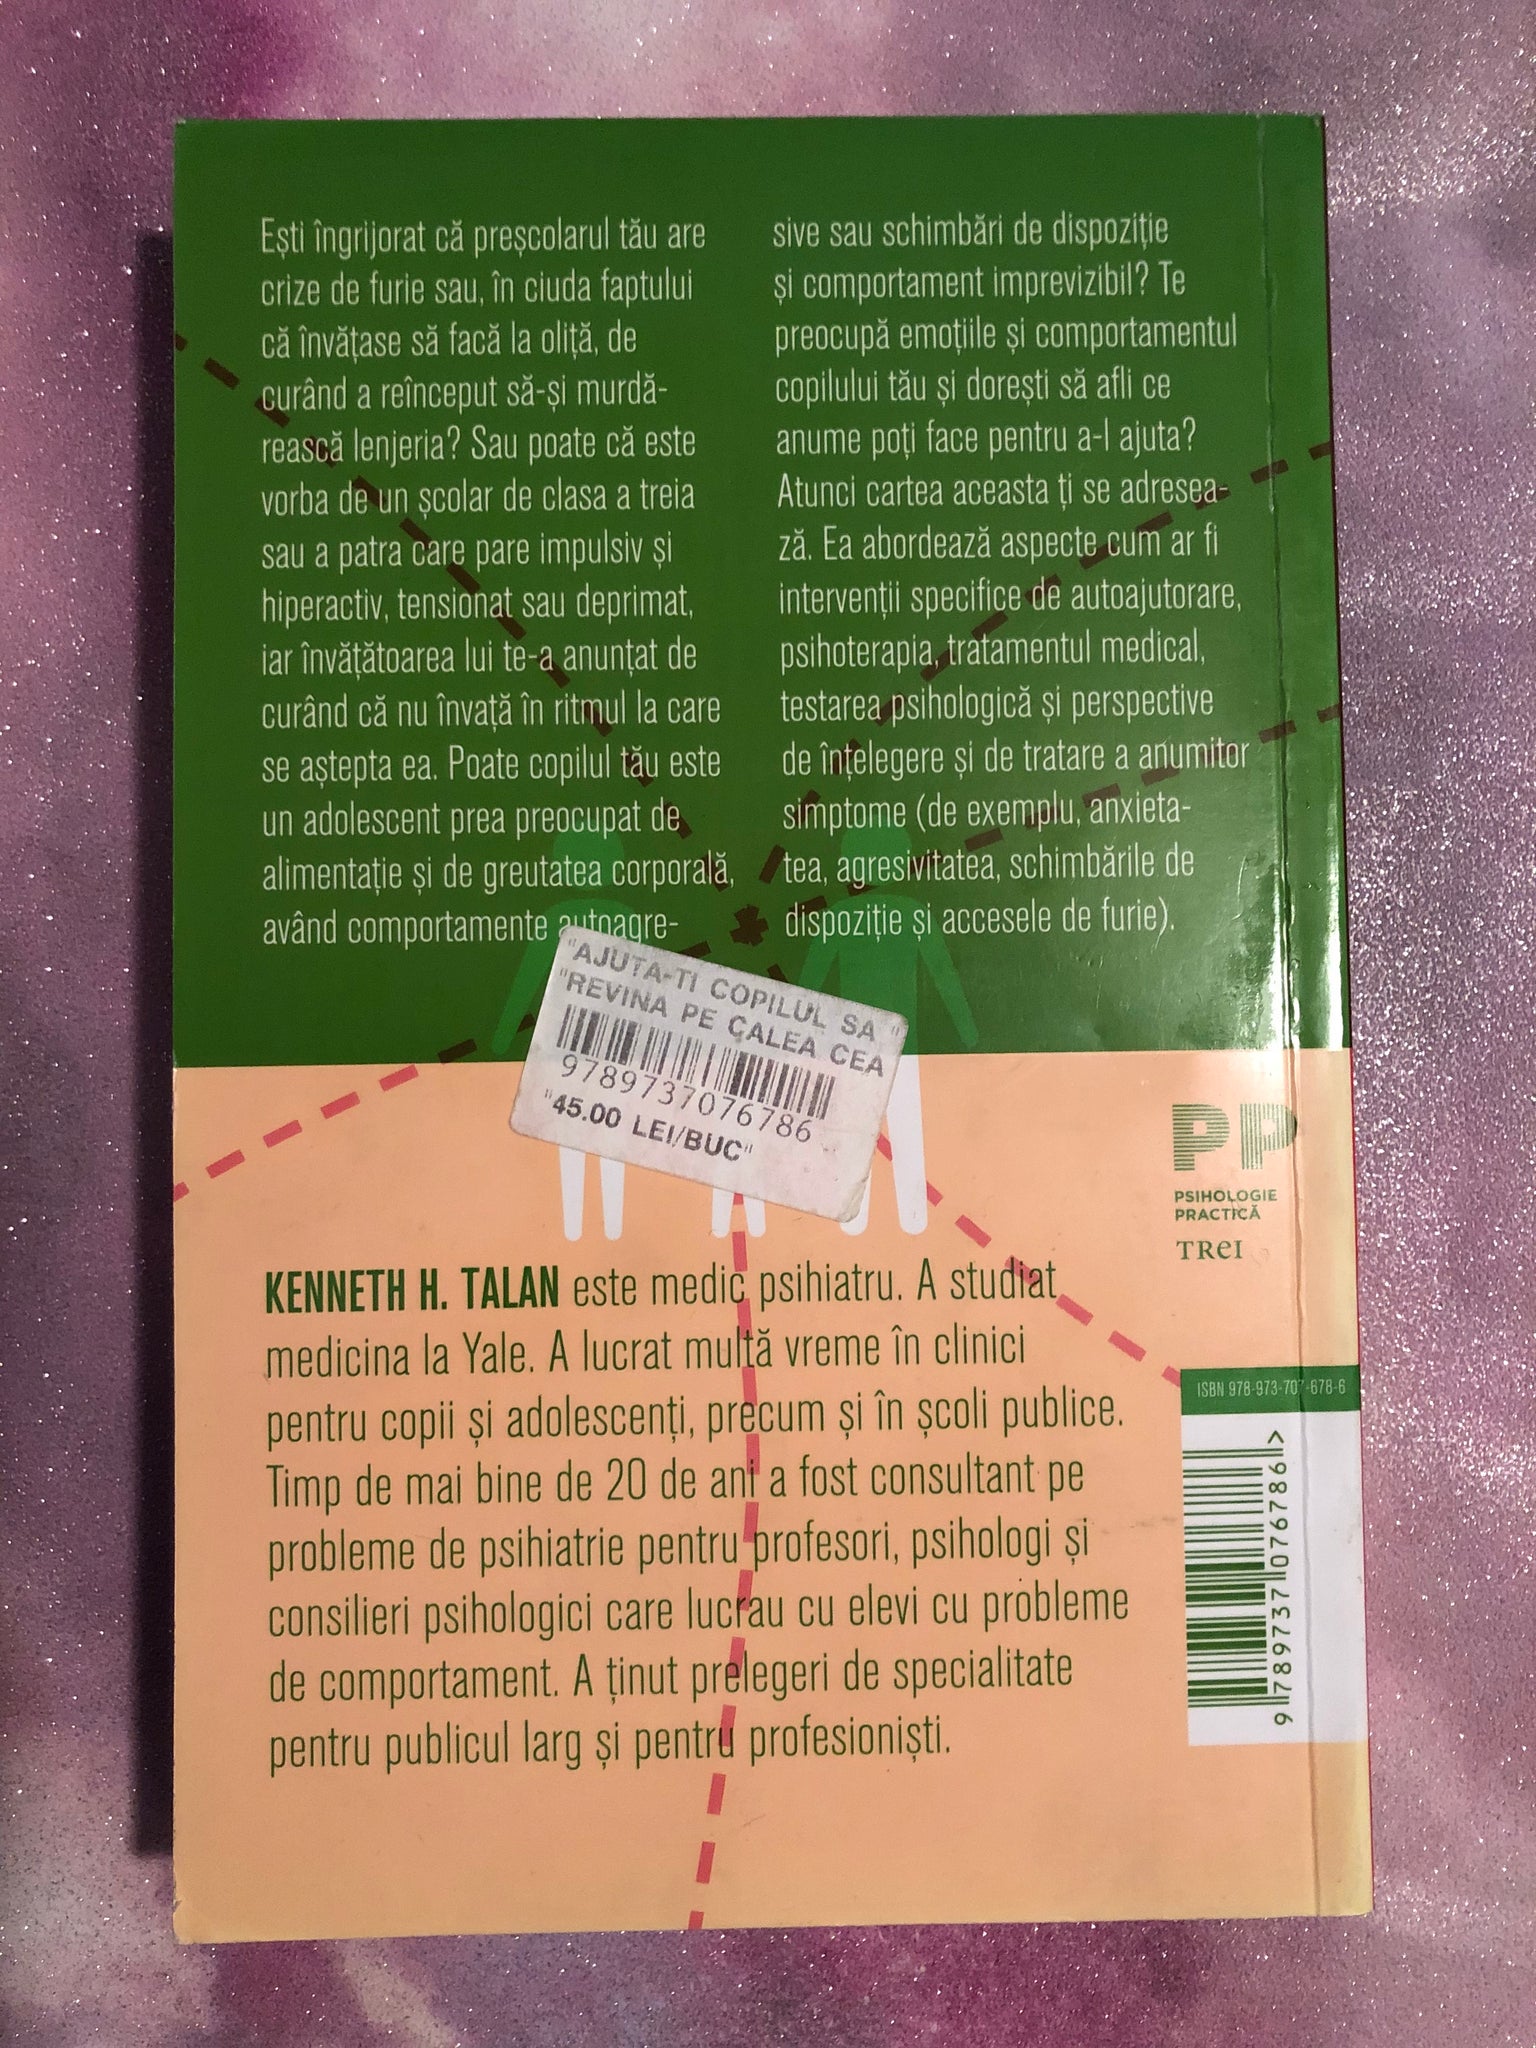 Ești îngrijorat că preșcolarul tău are
crize de furie sau, în ciuda faptului
că învățase să facă la oliță, de
curând a reînceput să-și murdă-
rească lenjeria? Sau poate că este
vorba de un școlar de clasa a treia
sau a patra care pare impulsiv și
hiperactiv, tensionat sau deprimat,
iar învățătoarea lui te-a anunțat de
curând că nu învață în ritmul la care
se aștepta ea. Poate copilul tău este
un adolescent prea preocupat de
alimentație și de greutatea corporală,
având comportamente autoagre-
sive sau schimbări de dispoziție
și comportament imprevizibil? Te
preocupă emoțiile și comportamentul
copilului tău și dorești să afli ce
anume poți face pentru a-l ajuta?
Atunci cartea aceasta ți se adresea-
ză. Ea abordează aspecte cum ar fi
intervenții specifice de autoajutorare,
psihoterapia, tratamentul medical,
testarea psihologică și perspective
de înțelegere și de tratare a anumitor
simptome (de exemplu, anxieta-
tea, agresivitatea, schimbările de
dispoziție și accesele de furie).
"AJUTA-TI COPILUL SA "
"REVINA PE CALEA CEA
9789737076786
"45.00 LEI/BUC"
PP
PSIHOLOGIE
PRACTICĂ
TREI
KENNETH H. TALAN este medic psihiatru. A studiat
medicina la Yale. A lucrat multă vreme în clinici
pentru copii și adolescenți, precum și în școli publice.
Timp de mai bine de 20 de ani a fost consultant pe
probleme de psihiatrie pentru profesori, psihologi și
consilieri psihologici care lucrau cu elevi cu probleme
de comportament. A ținut prelegeri de specialitate
pentru publicul larg și pentru profesioniști.
ISBN 978-973-707-678-6
9 789737 076786 >